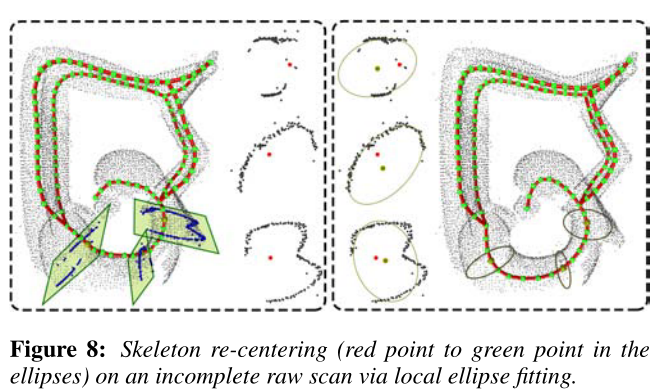 Figure 8: Skeleton re-centering (red point to green point in the
ellipses) on an incomplete raw scan via local ellipse fitting.